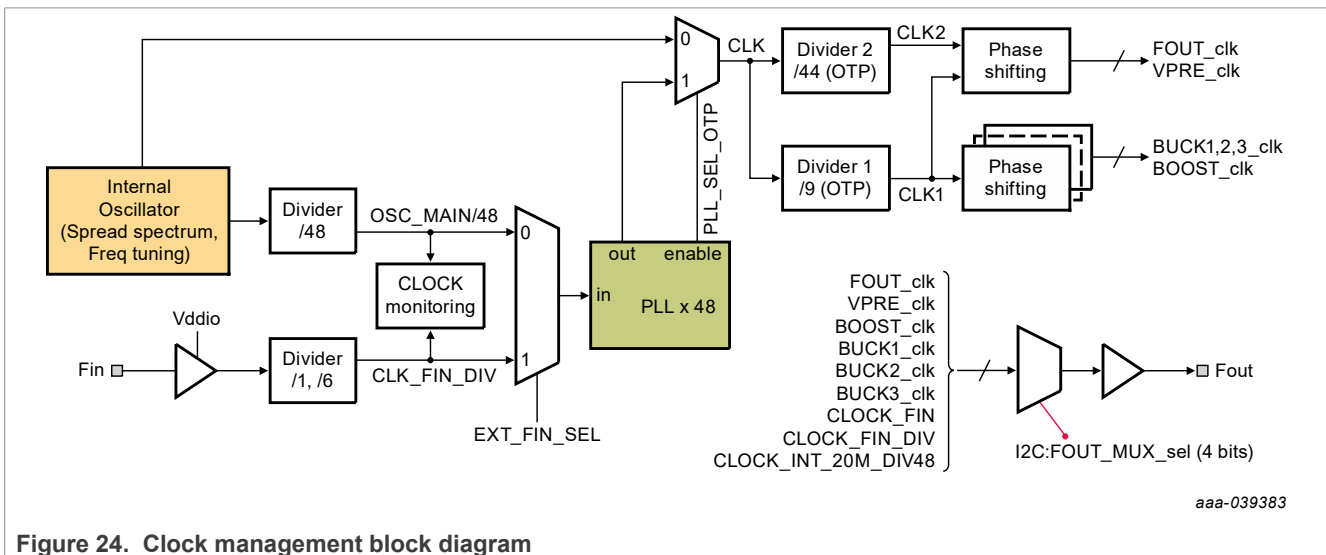 0
1
CLK
Divider 2
/44 (OTP)
CLK2
Phase
shifting
FOUT_clk
VPRE_clk
PLL_SEL_OTP
Divider 1
/9 (OTP)
CLK1
Phase
shifting
BUCK1,2,3_clk
BOOST_clk
Internal
Oscillator
(Spread spectrum,
Freq tuning)
Divider
/48
OSC_MAIN/48
0
CLOCK
monitoring
out
enable
in
PLL x 48
Vddio
Fin
Divider
/1, /6
CLK_FIN_DIV
1
EXT_FIN_SEL
FOUT_clk
VPRE_clk
BOOST_clk
BUCK1_clk
BUCK2_clk
BUCK3_clk
CLOCK_FIN
CLOCK_FIN_DIV
CLOCK_INT_20M_DIV48
Fout
I2C:FOUT_MUX_sel (4 bits)
aaa-039383
Figure 24. Clock management block diagram